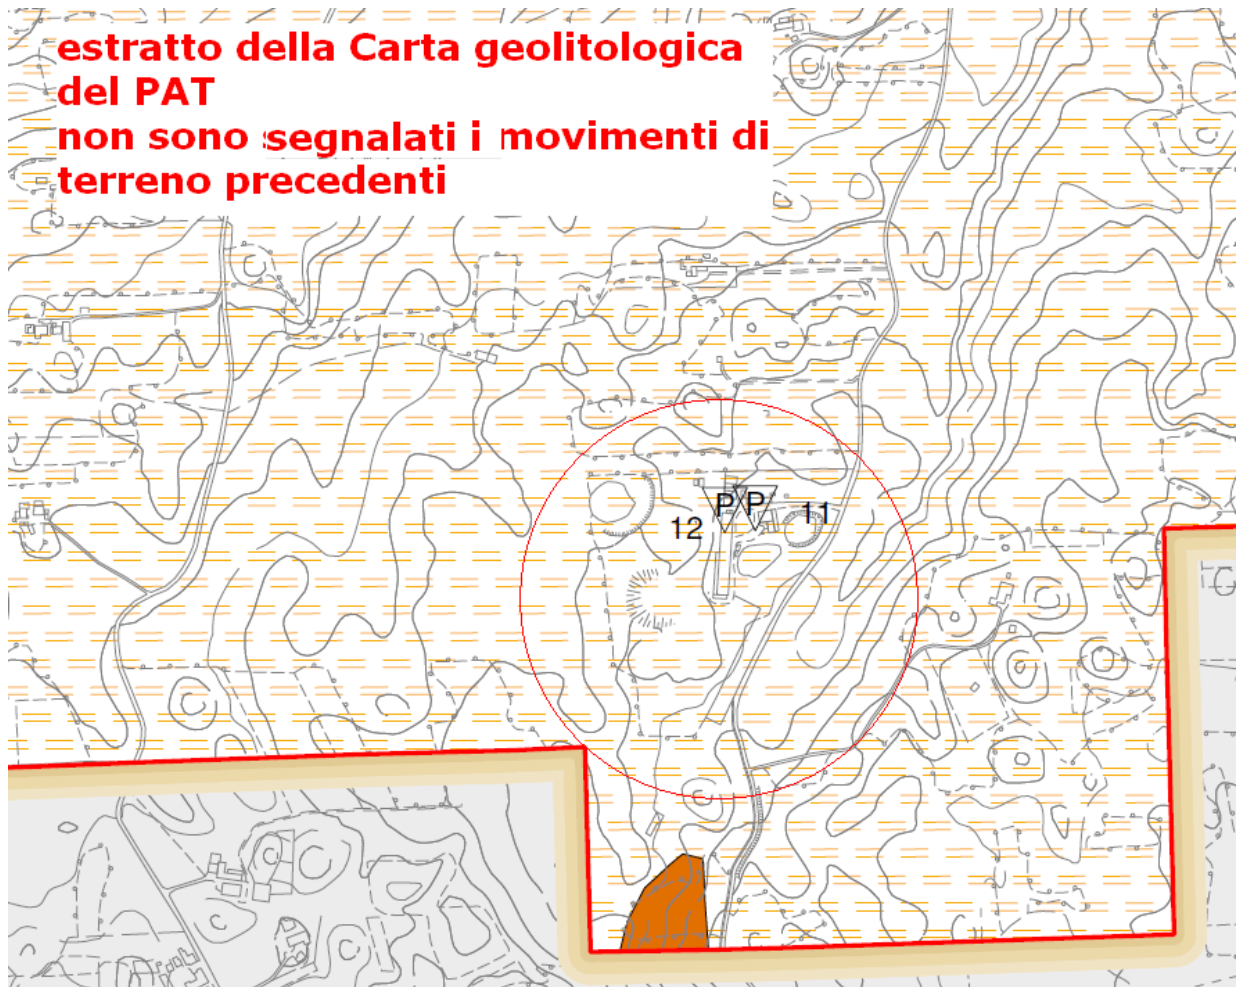 estratto della Carta geolitologica
del PAT
non sono segnalati i movimenti di
terreno precedenti
P P
12 11